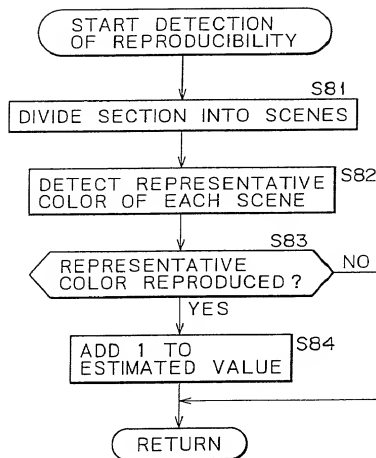 START DETECTION
OF REPRODUCIBILITY
S81
DIVIDE SECTION INTO SCENES
S82
DETECT REPRESENTATIVE
COLOR OF EACH SCENE
S83
REPRESENTATIVE
COLOR REPRODUCED?
NO
YES
S84
ADD 1 TO
ESTIMATED VALUE
RETURN